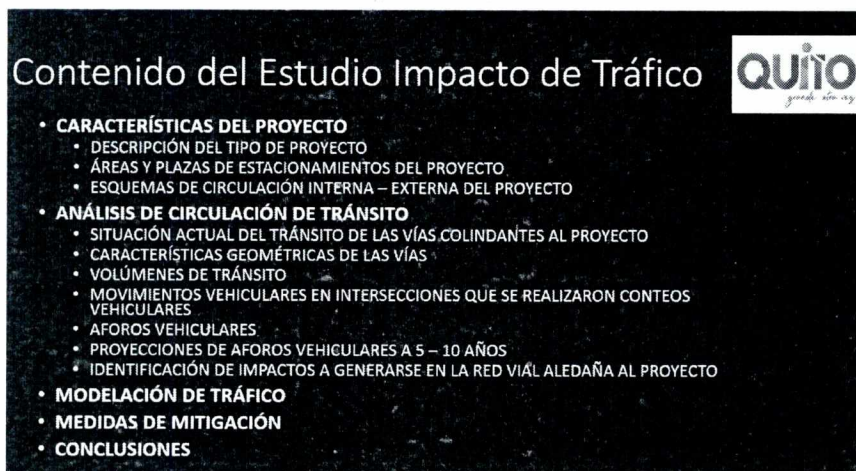 Contenido del Estudio Impacto de Tráfico
QUITO
grande otra vez
• CARACTERÍSTICAS DEL PROYECTO
• DESCRIPCIÓN DEL TIPO DE PROYECTO
• ÁREAS Y PLAZAS DE ESTACIONAMIENTOS DEL PROYECTO
• ESQUEMAS DE CIRCULACIÓN INTERNA – EXTERNA DEL PROYECTO
• ANÁLISIS DE CIRCULACIÓN DE TRÁNSITO
• SITUACIÓN ACTUAL DEL TRÁNSITO DE LAS VÍAS COLINDANTES AL PROYECTO
• CARACTERÍSTICAS GEOMÉTRICAS DE LAS VÍAS
• VOLÚMENES DE TRÁNSITO
• MOVIMIENTOS VEHICULARES EN INTERSECCIONES QUE SE REALIZARON CONTEOS
VEHICULARES
• AFOROS VEHICULARES
• PROYECCIONES DE AFOROS VEHICULARES A 5 – 10 AÑOS
• IDENTIFICACIÓN DE IMPACTOS A GENERARSE EN LA RED VIAL ALEDAÑA AL PROYECTO
• MODELACIÓN DE TRÁFICO
• MEDIDAS DE MITIGACIÓN
• CONCLUSIONES